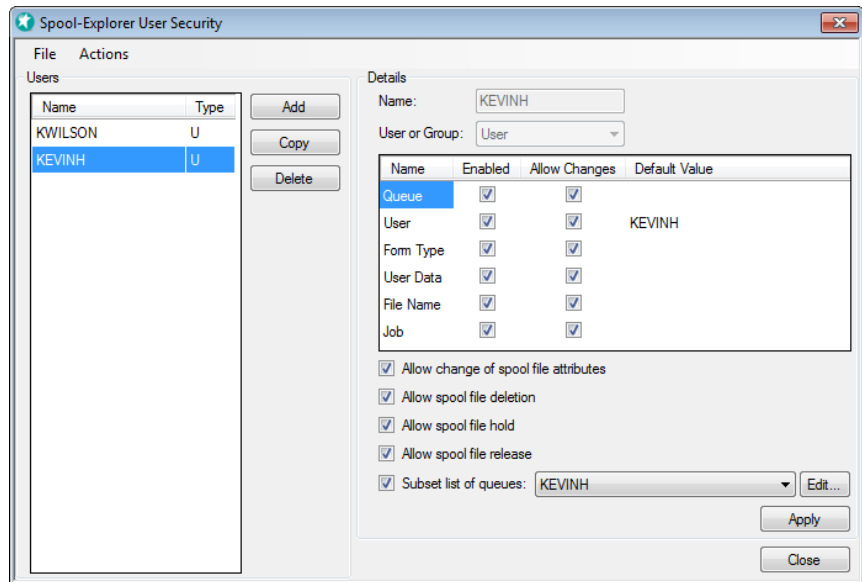 Spool-Explorer User Security
File Actions
Users
Name Type
KWILSON U
KEVINH U
Add
Copy
Delete
Details
Name: KEVINH
User or Group: User
Name Enabled Allow Changes Default Value
Queue
User KEVINH
Form Type
User Data
File Name
Job
Allow change of spool file attributes
Allow spool file deletion
Allow spool file hold
Allow spool file release
Subset list of queues: KEVINH Edit...
Apply
Close